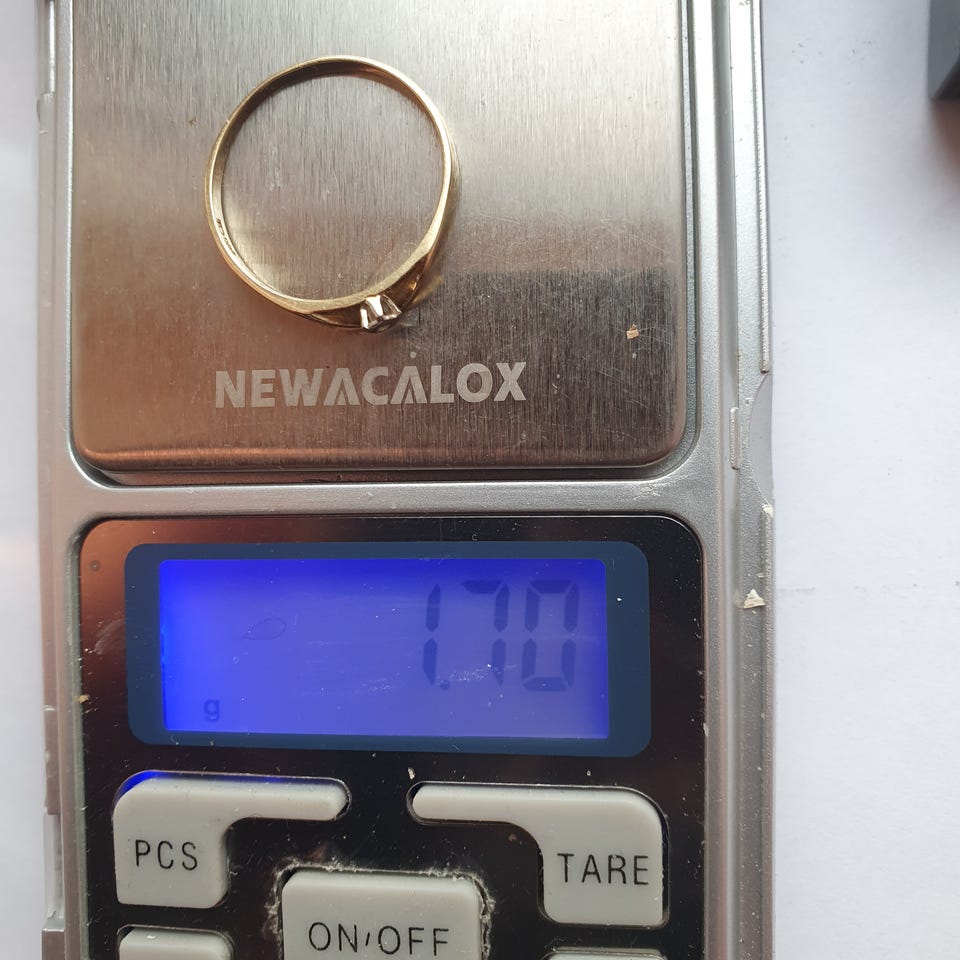 NEWACALOX
1.70
g
PCS
TARE
ON/OFF